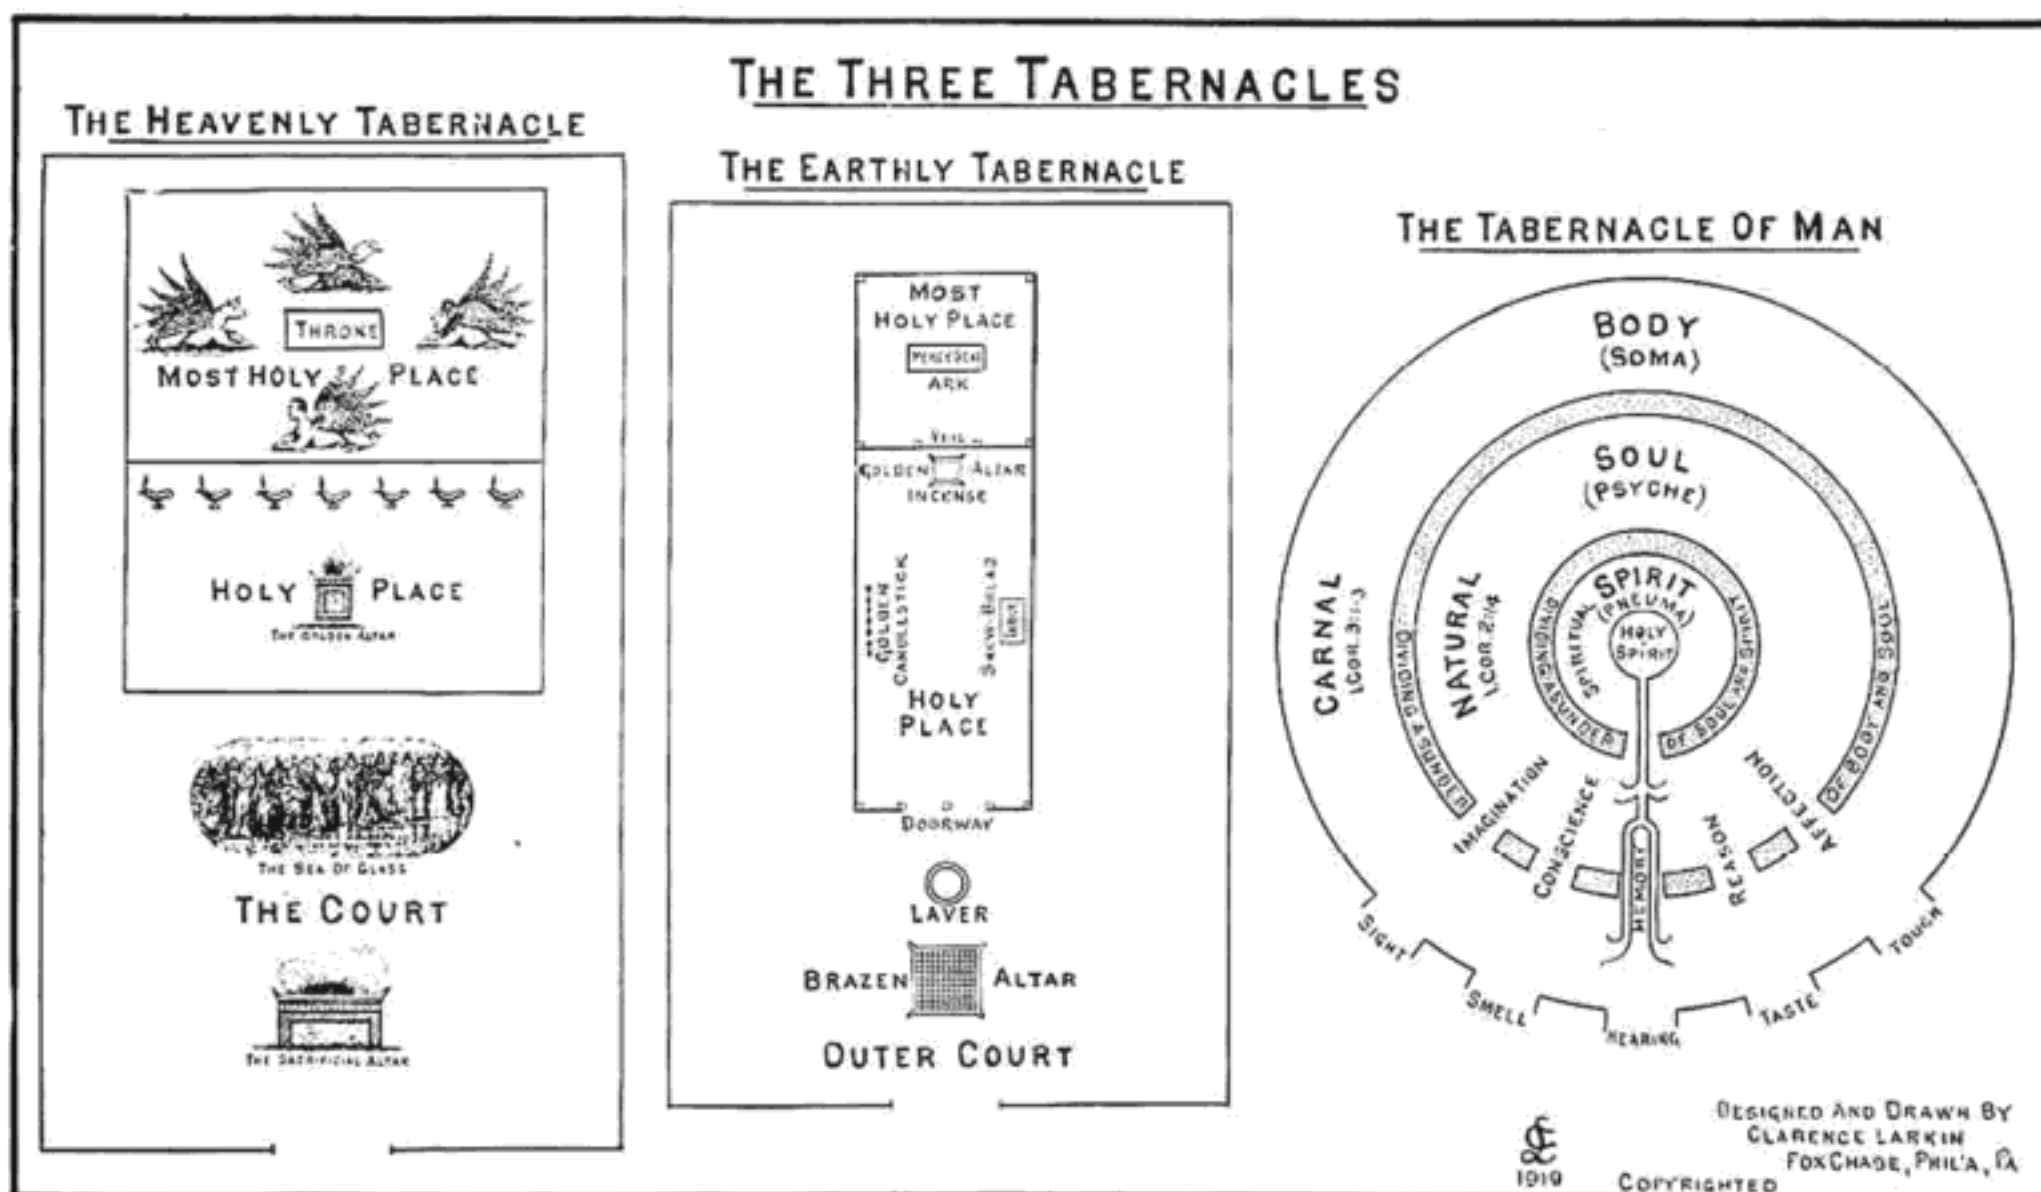 THE THREE TABERNACLES
THE HEAVENLY TABERNACLE
THRONE
MOST HOLY PLACE
HOLY PLACE
THE GOLDEN ALTAR
THE SEA OF GLASS
THE COURT
THE SACRIFICIAL ALTAR
THE EARTHLY TABERNACLE
MOST
HOLY PLACE
ARK
VEIL
GOLDEN ALTAR
INCENSE
GOLDEN
CANDLESTICK
SHEW-BREAD
TABLE
HOLY
PLACE
DOORWAY
LAVER
BRAZEN ALTAR
OUTER COURT
THE TABERNACLE OF MAN
BODY
(SOMA)
SOUL
(PSYCHE)
SPIRIT
(PNEUMA)
SPIRITUAL
HOLY
SPIRIT
CARNAL
1 COR. 3:1-3
NATURAL
1 COR. 2:14
DIVIDING ASUNDER OF SOUL AND SPIRIT
DIVIDING ASUNDER OF BODY AND SOUL
IMAGINATION
CONSCIENCE
MEMORY
REASON
AFFECTION
SIGHT
SMELL
HEARING
TASTE
TOUCH
DESIGNED AND DRAWN BY
CLARENCE LARKIN
FOX CHASE, PHIL'A, PA
1919
COPYRIGHTED